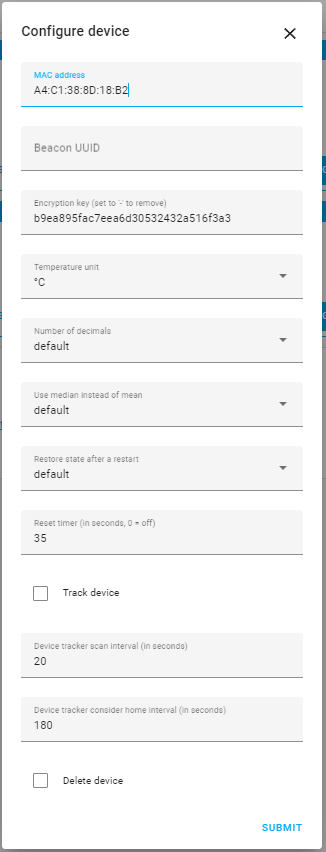 Configure device
MAC address
A4:C1:38:8D:18:B2
Beacon UUID
Encryption key (set to '-' to remove)
b9ea895fac7eea6d30532432a516f3a3
Temperature unit
°C
Number of decimals
default
Use median instead of mean
default
Restore state after a restart
default
Reset timer (in seconds, 0 = off)
35
Track device
Device tracker scan interval (in seconds)
20
Device tracker consider home interval (in seconds)
180
Delete device
SUBMIT